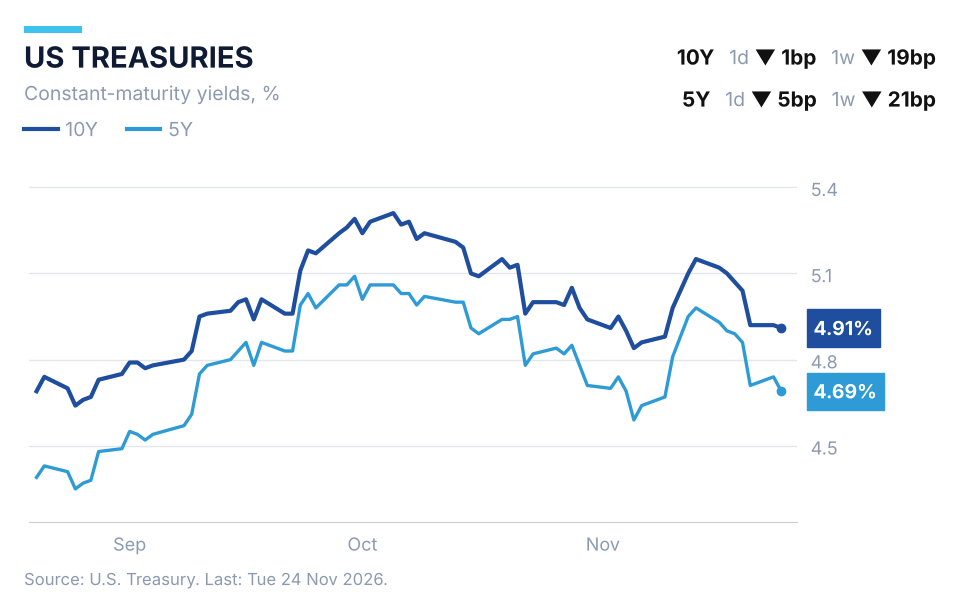 US TREASURIES
Constant-maturity yields, %
10Y 5Y
10Y 1d ▼ 1bp 1w ▼ 19bp
5Y 1d ▼ 5bp 1w ▼ 21bp
5.4
5.1
4.91%
4.8
4.69%
4.5
Sep Oct Nov
Source: U.S. Treasury. Last: Tue 24 Nov 2026.